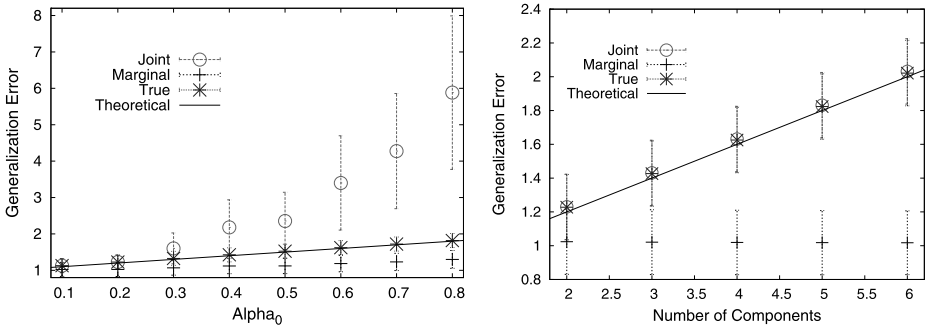 8
7
6
5
4
3
2
1
Generalization Error
Joint
Marginal
True
Theoretical
0.1 0.2 0.3 0.4 0.5 0.6 0.7 0.8
Alpha0
2.4
2.2
2
1.8
1.6
1.4
1.2
1
0.8
Generalization Error
Joint
Marginal
True
Theoretical
2 2.5 3 3.5 4 4.5 5 5.5 6
Number of Components